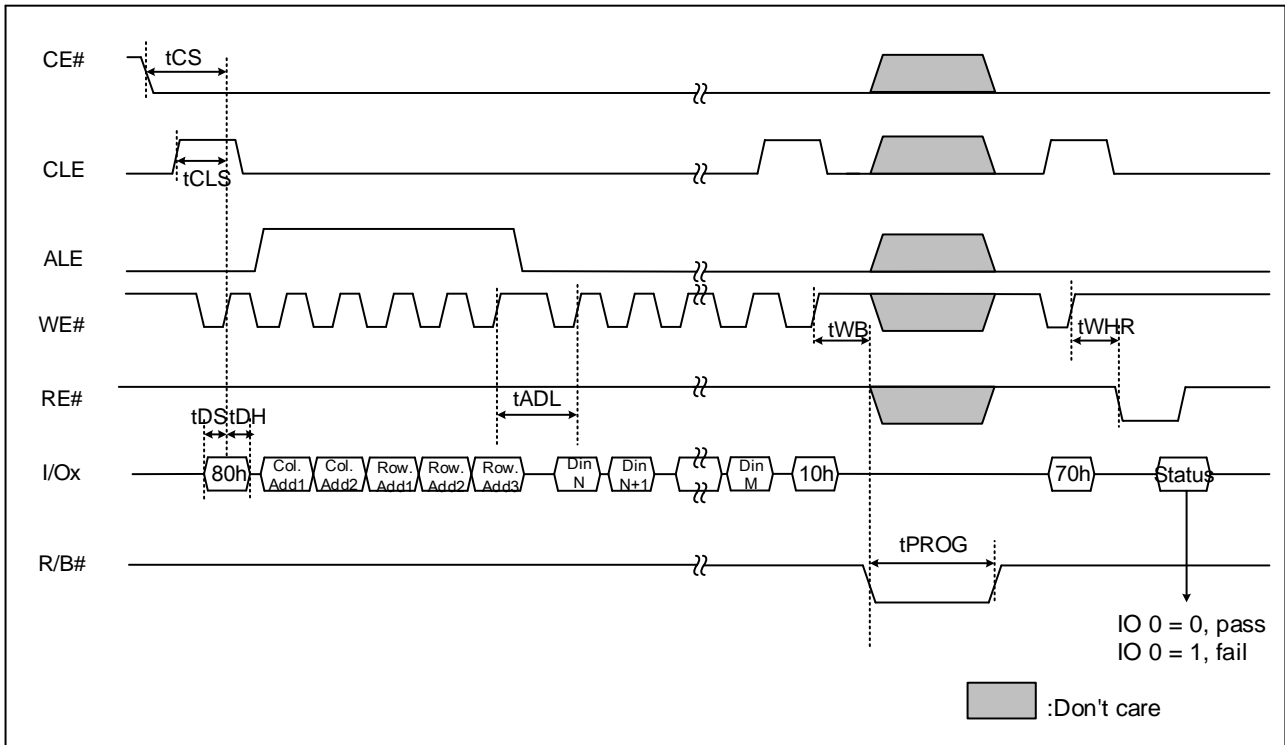 CE#
tCS
CLE
tCLS
ALE
WE#
tWB
tWHR
RE#
tADL
tDS
tDH
I/Ox
80h
Col.
Add1
Col.
Add2
Row.
Add1
Row.
Add2
Row.
Add3
Din
N
Din
N+1
Din
M
10h
70h
Status
R/B#
tPROG
IO 0 = 0, pass
IO 0 = 1, fail
:Don't care